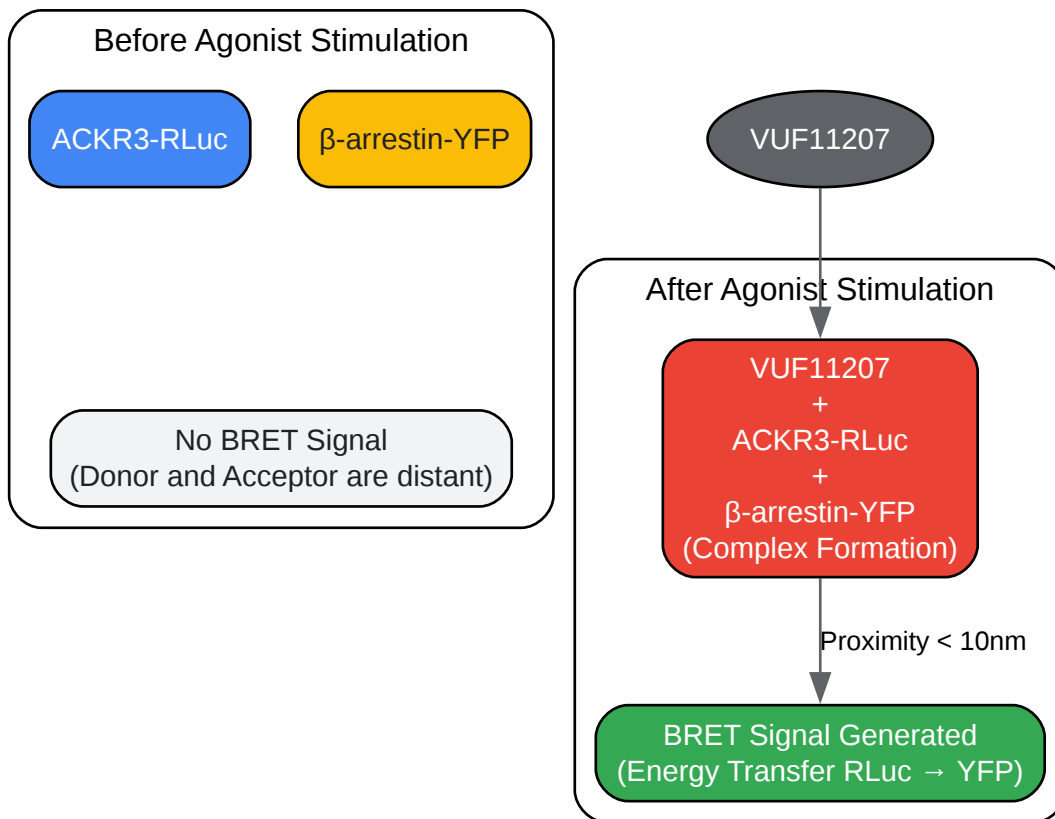 Before Agonist Stimulation
ACKR3-RLuc
β-arrestin-YFP
No BRET Signal
(Donor and Acceptor are distant)
VUF11207
After Agonist Stimulation
VUF11207
+
ACKR3-RLuc
+
β-arrestin-YFP
(Complex Formation)
Proximity < 10nm
BRET Signal Generated
(Energy Transfer RLuc → YFP)